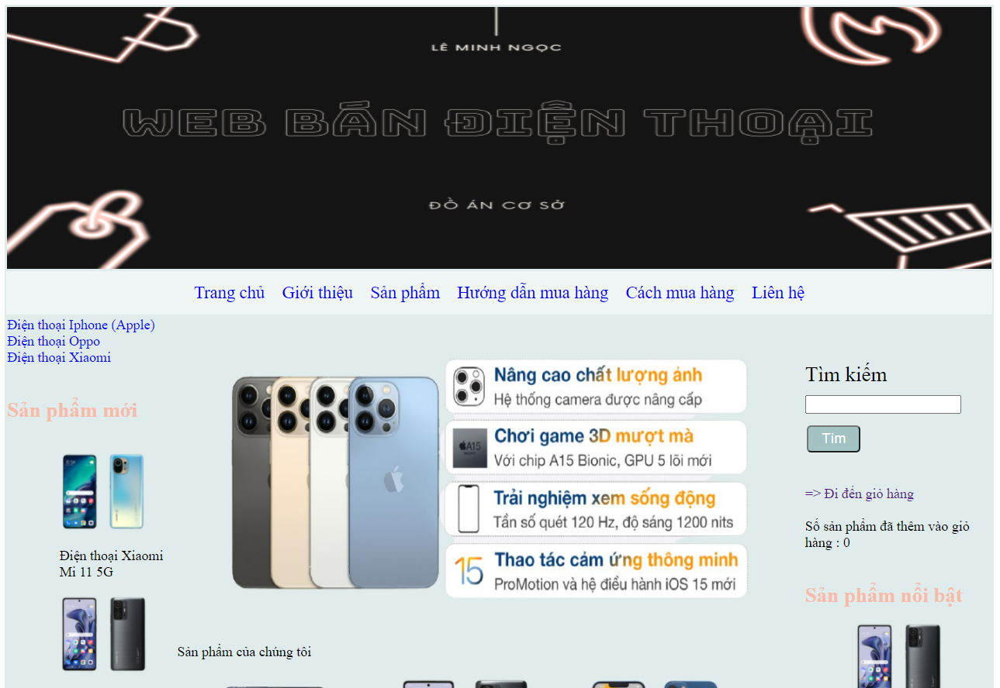 LÊ MINH NGỌC
WEB BÁN ĐIỆN THOẠI
ĐỒ ÁN CƠ SỞ
Trang chủ Giới thiệu Sản phẩm Hướng dẫn mua hàng Cách mua hàng Liên hệ
Điện thoại Iphone (Apple)
Điện thoại Oppo
Điện thoại Xiaomi
Sản phẩm mới
Điện thoại Xiaomi
Mi 11 5G
Nâng cao chất lượng ảnh
Hệ thống camera được nâng cấp
A15
Chơi game 3D mượt mà
Với chip A15 Bionic, GPU 5 lõi mới
Trải nghiệm xem sống động
Tần số quét 120 Hz, độ sáng 1200 nits
15
Thao tác cảm ứng thông minh
ProMotion và hệ điều hành iOS 15 mới
Sản phẩm của chúng tôi
Tìm kiếm
Tìm
=> Đi đến giỏ hàng
Số sản phẩm đã thêm vào giỏ
hàng : 0
Sản phẩm nổi bật